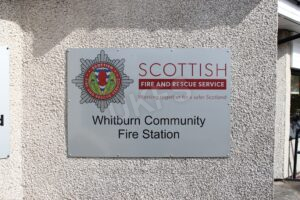 SCOTTISH
FIRE AND RESCUE SERVICE
Working together for a safer Scotland
Whitburn Community
Fire Station